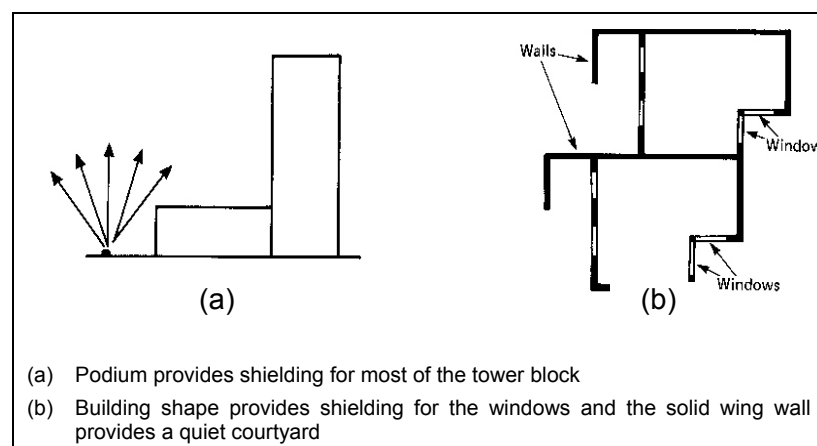 Walls
Window
Windows
(a)
(b)
(a) Podium provides shielding for most of the tower block
(b) Building shape provides shielding for the windows and the solid wing wall
provides a quiet courtyard